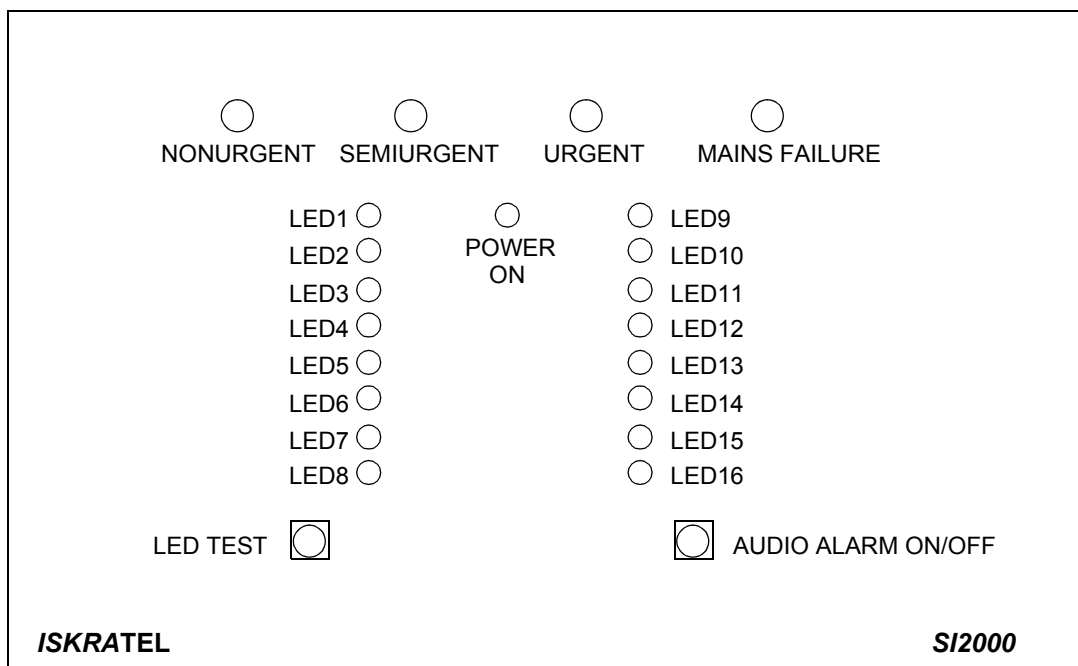 NONURGENT SEMIURGENT URGENT MAINS FAILURE
LED1 LED9
POWER
LED2 LED10
ON
LED3 LED11
LED4 LED12
LED5 LED13
LED6 LED14
LED7 LED15
LED8 LED16
LED TEST AUDIO ALARM ON/OFF
ISKRATEL SI2000